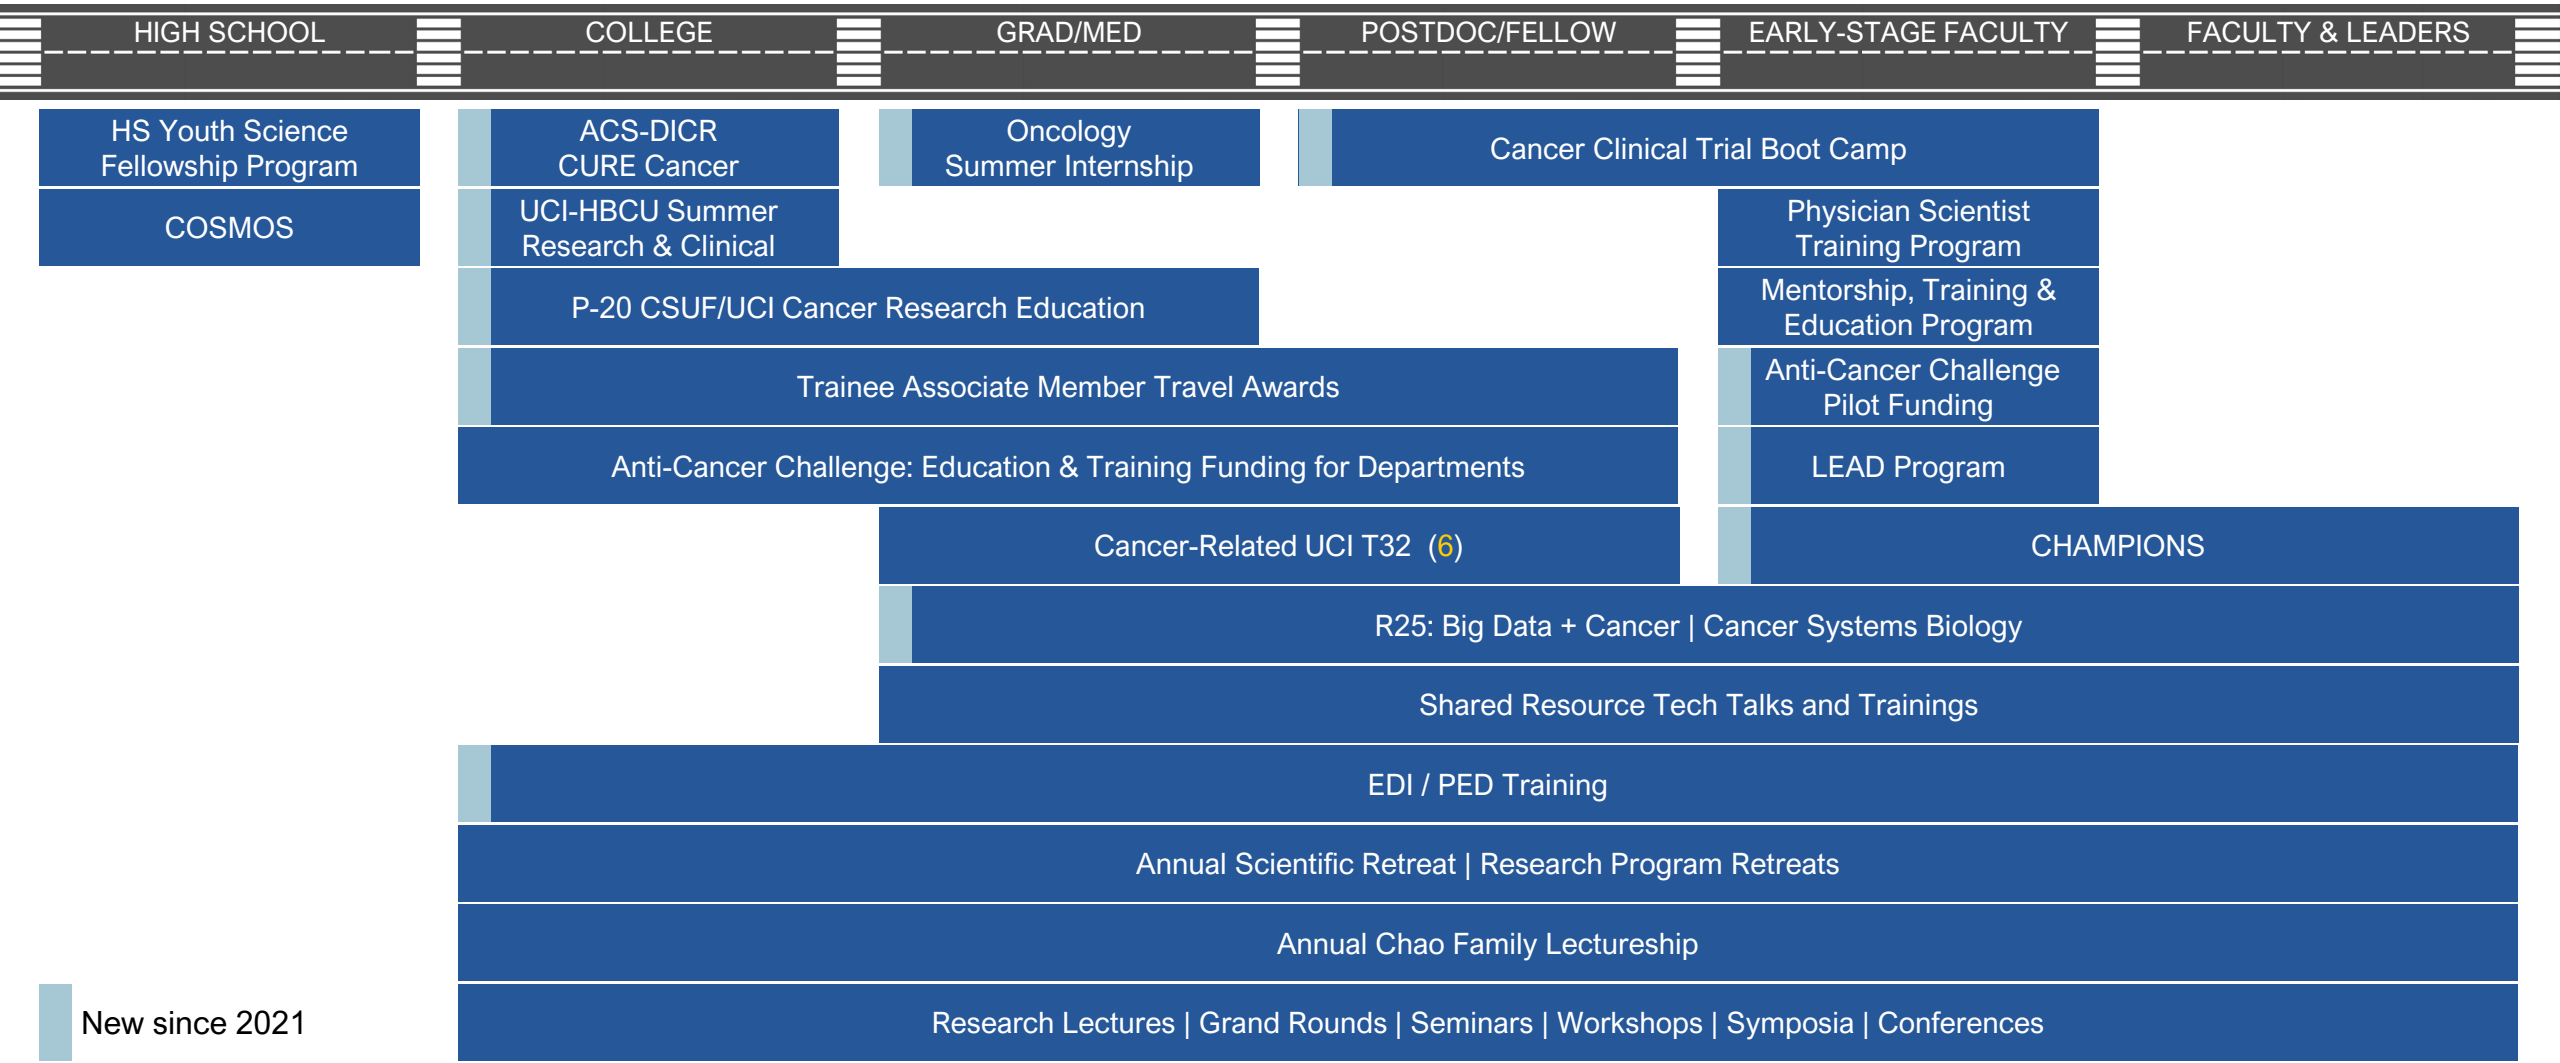 HIGH SCHOOL
COLLEGE
GRAD/MED
POSTDOC/FELLOW
EARLY-STAGE FACULTY
FACULTY & LEADERS
HS Youth Science
Fellowship Program
ACS-DICR
CURE Cancer
Oncology
Summer Internship
Cancer Clinical Trial Boot Camp
COSMOS
UCI-HBCU Summer
Research & Clinical
Physician Scientist
Training Program
P-20 CSUF/UCI Cancer Research Education
Mentorship, Training &
Education Program
Trainee Associate Member Travel Awards
Anti-Cancer Challenge
Pilot Funding
Anti-Cancer Challenge: Education & Training Funding for Departments
LEAD Program
Cancer-Related UCI T32 (6)
CHAMPIONS
R25: Big Data + Cancer | Cancer Systems Biology
Shared Resource Tech Talks and Trainings
EDI / PED Training
Annual Scientific Retreat | Research Program Retreats
Annual Chao Family Lectureship
New since 2021
Research Lectures | Grand Rounds | Seminars | Workshops | Symposia | Conferences